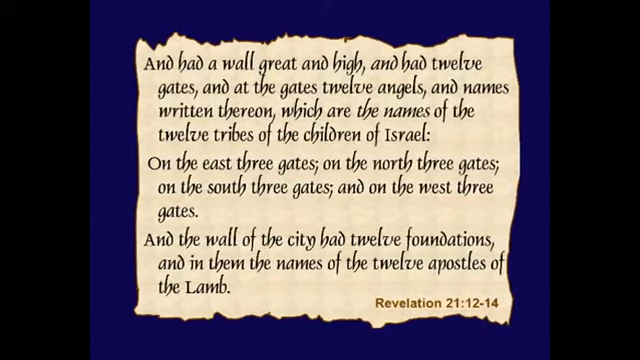 And had a wall great and high, and had twelve
gates, and at the gates twelve angels, and names
written thereon, which are the names of the
twelve tribes of the children of Israel:
On the east three gates; on the north three gates;
on the south three gates; and on the west three
gates.
And the wall of the city had twelve foundations,
and in them the names of the twelve apostles of
the Lamb.
Revelation 21:12-14